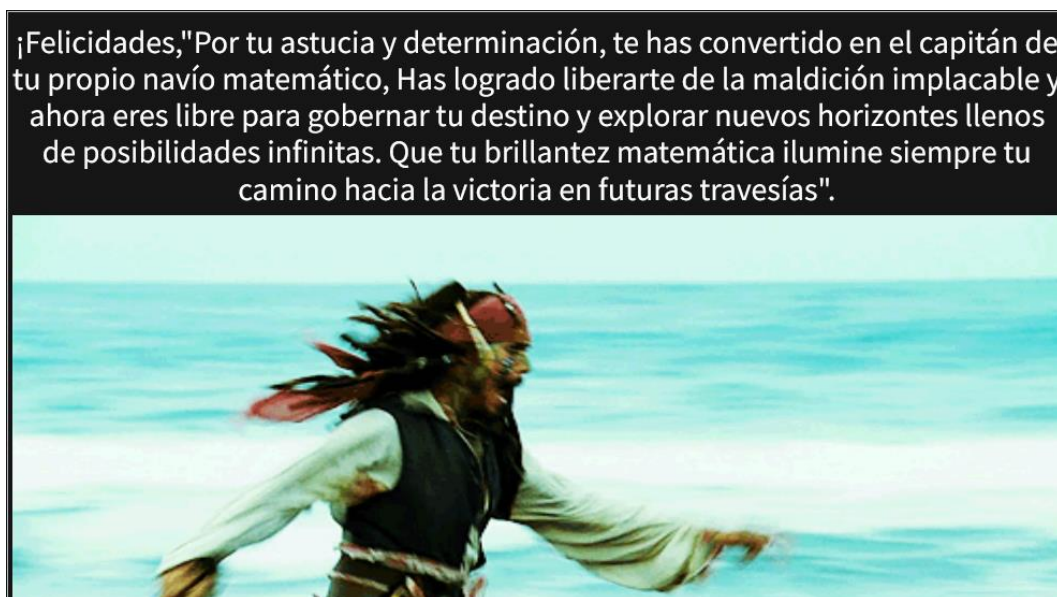 ¡Felicidades,"Por tu astucia y determinación, te has convertido en el capitán de
tu propio navío matemático, Has logrado liberarte de la maldición implacable y
ahora eres libre para gobernar tu destino y explorar nuevos horizontes llenos
de posibilidades infinitas. Que tu brillantez matemática ilumine siempre tu
camino hacia la victoria en futuras travesías".